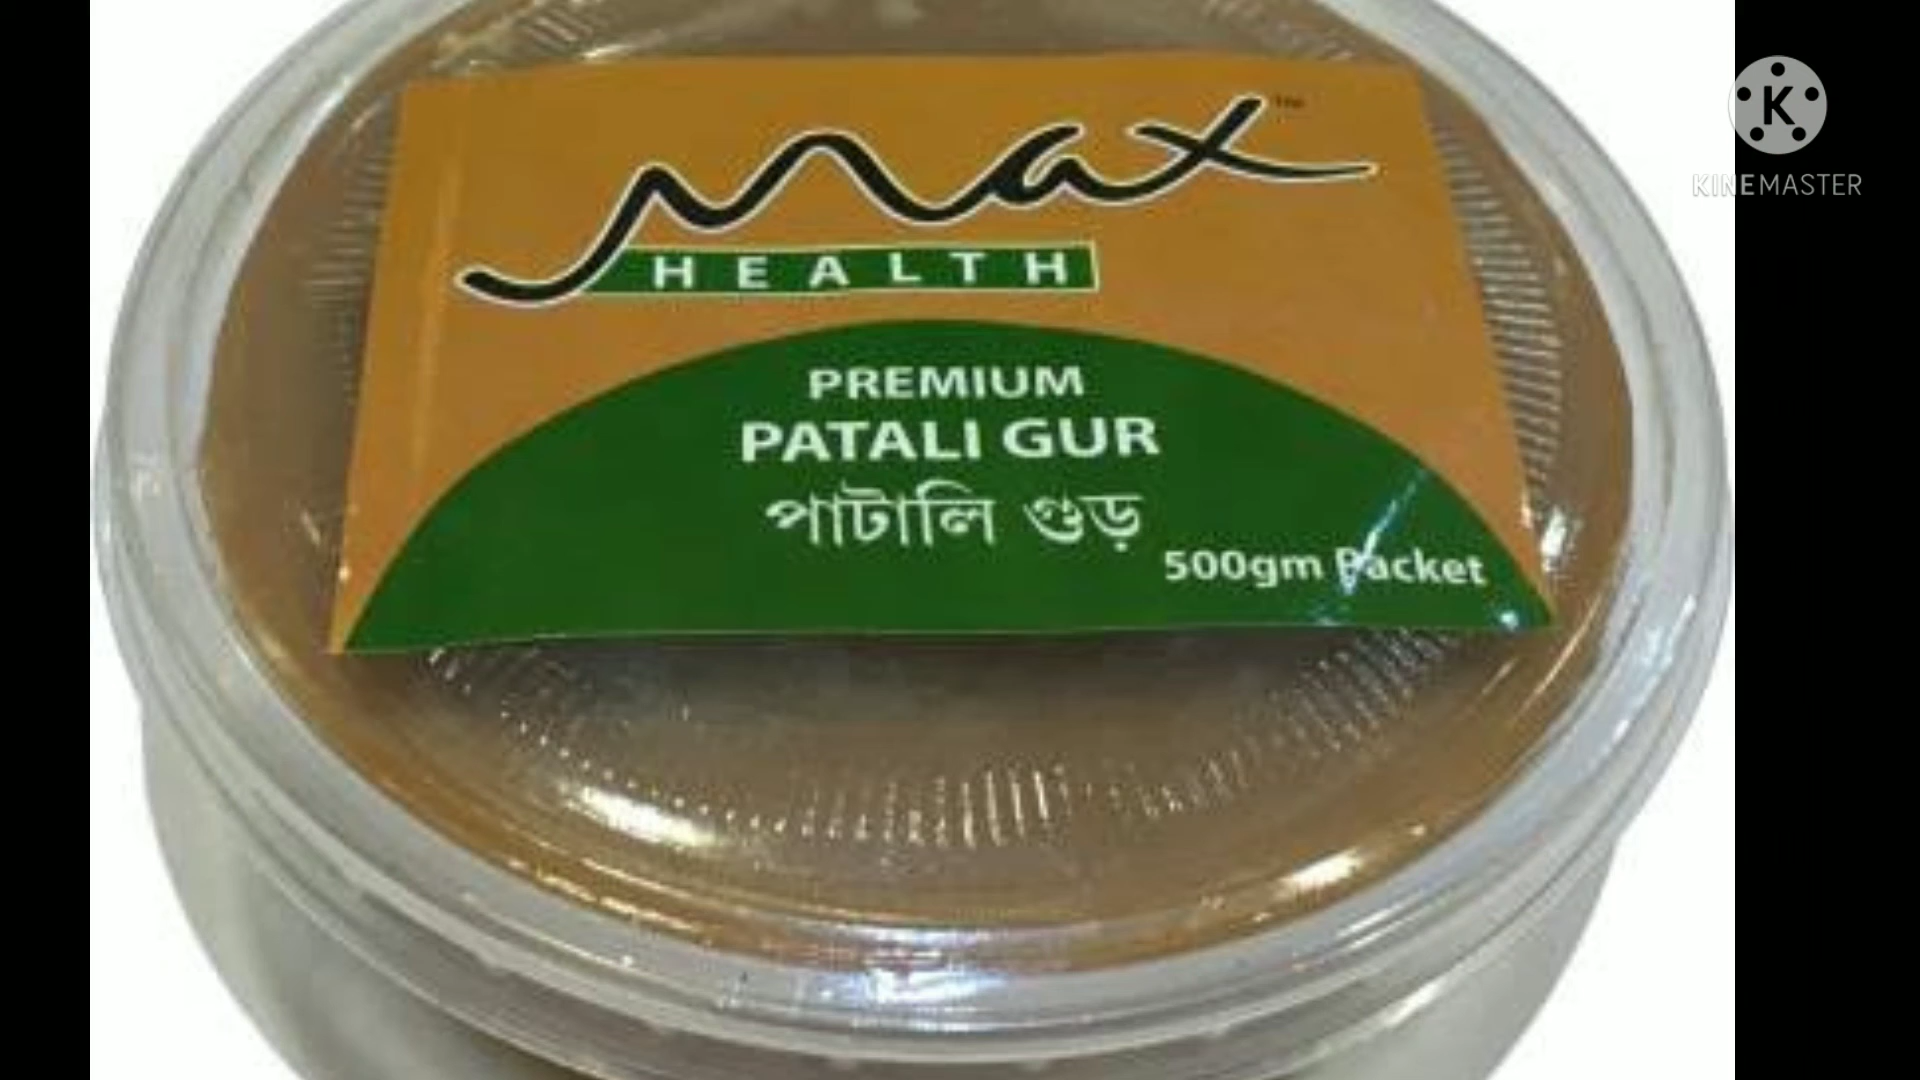 Max™
HEALTH
PREMIUM
PATALI GUR
পাটালি গুড়
500gm Packet
K
KINEMASTER